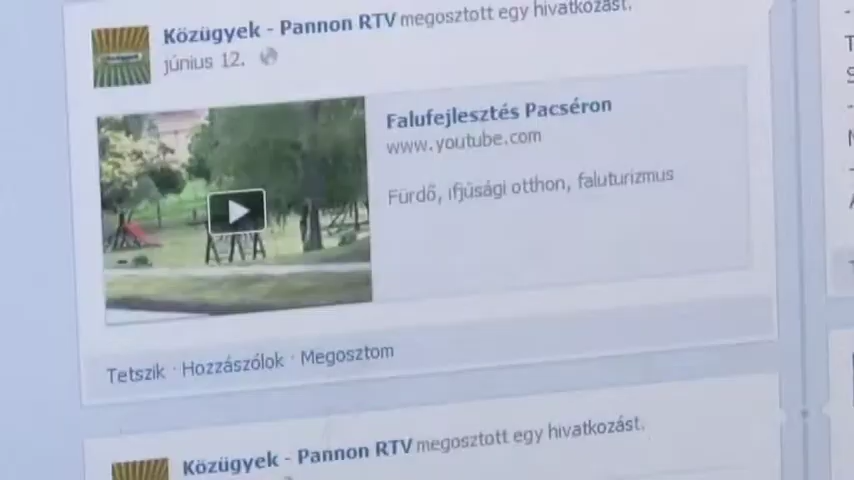 Közügyek - Pannon RTV megosztott egy hivatkozást.
június 12.
Falufejlesztés Pacséron
www.youtube.com
Fürdő, ifjúsági otthon, faluturizmus
Tetszik · Hozzászólok · Megosztom
Közügyek - Pannon RTV megosztott egy hivatkozást.